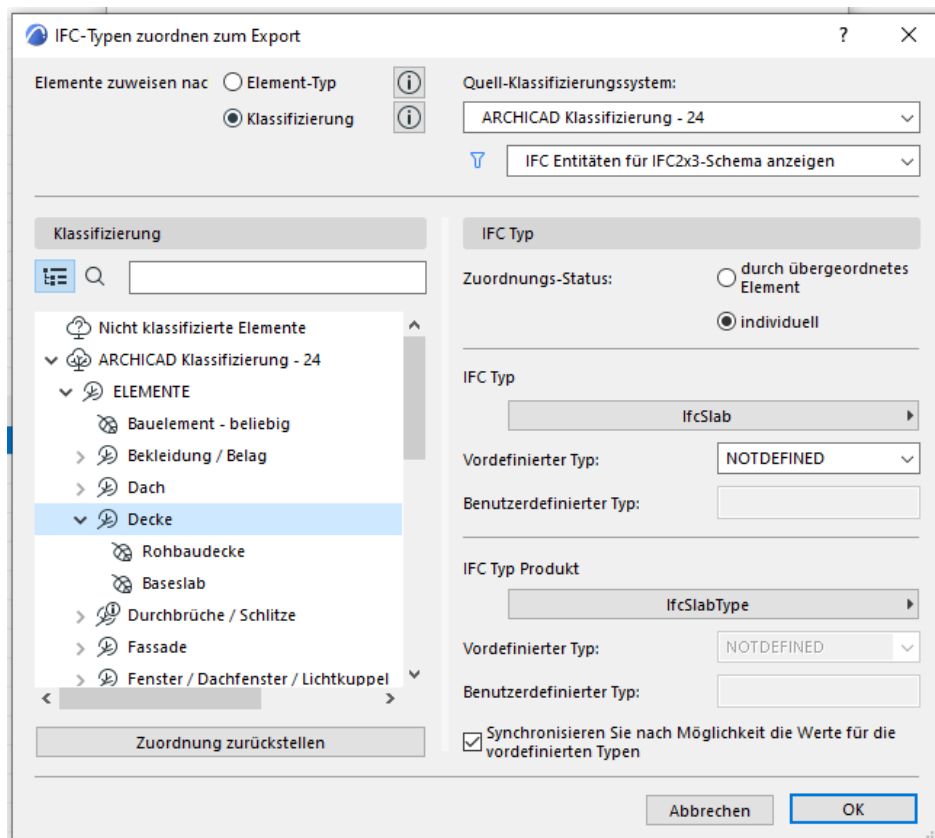 IFC-Typen zuordnen zum Export
Elemente zuweisen nac
Element-Typ
Klassifizierung
Quell-Klassifizierungssystem:
ARCHICAD Klassifizierung - 24
IFC Entitäten für IFC2x3-Schema anzeigen
Klassifizierung
Nicht klassifizierte Elemente
ARCHICAD Klassifizierung - 24
ELEMENTE
Bauelement - beliebig
Bekleidung / Belag
Dach
Decke
Rohbaudecke
Baseslab
Durchbrüche / Schlitze
Fassade
Fenster / Dachfenster / Lichtkuppel
Zuordnung zurückstellen
IFC Typ
Zuordnungs-Status:
durch übergeordnetes
Element
individuell
IFC Typ
IfcSlab
Vordefinierter Typ:
NOTDEFINED
Benutzerdefinierter Typ:
IFC Typ Produkt
IfcSlabType
Vordefinierter Typ:
NOTDEFINED
Benutzerdefinierter Typ:
Synchronisieren Sie nach Möglichkeit die Werte für die
vordefinierten Typen
Abbrechen
OK